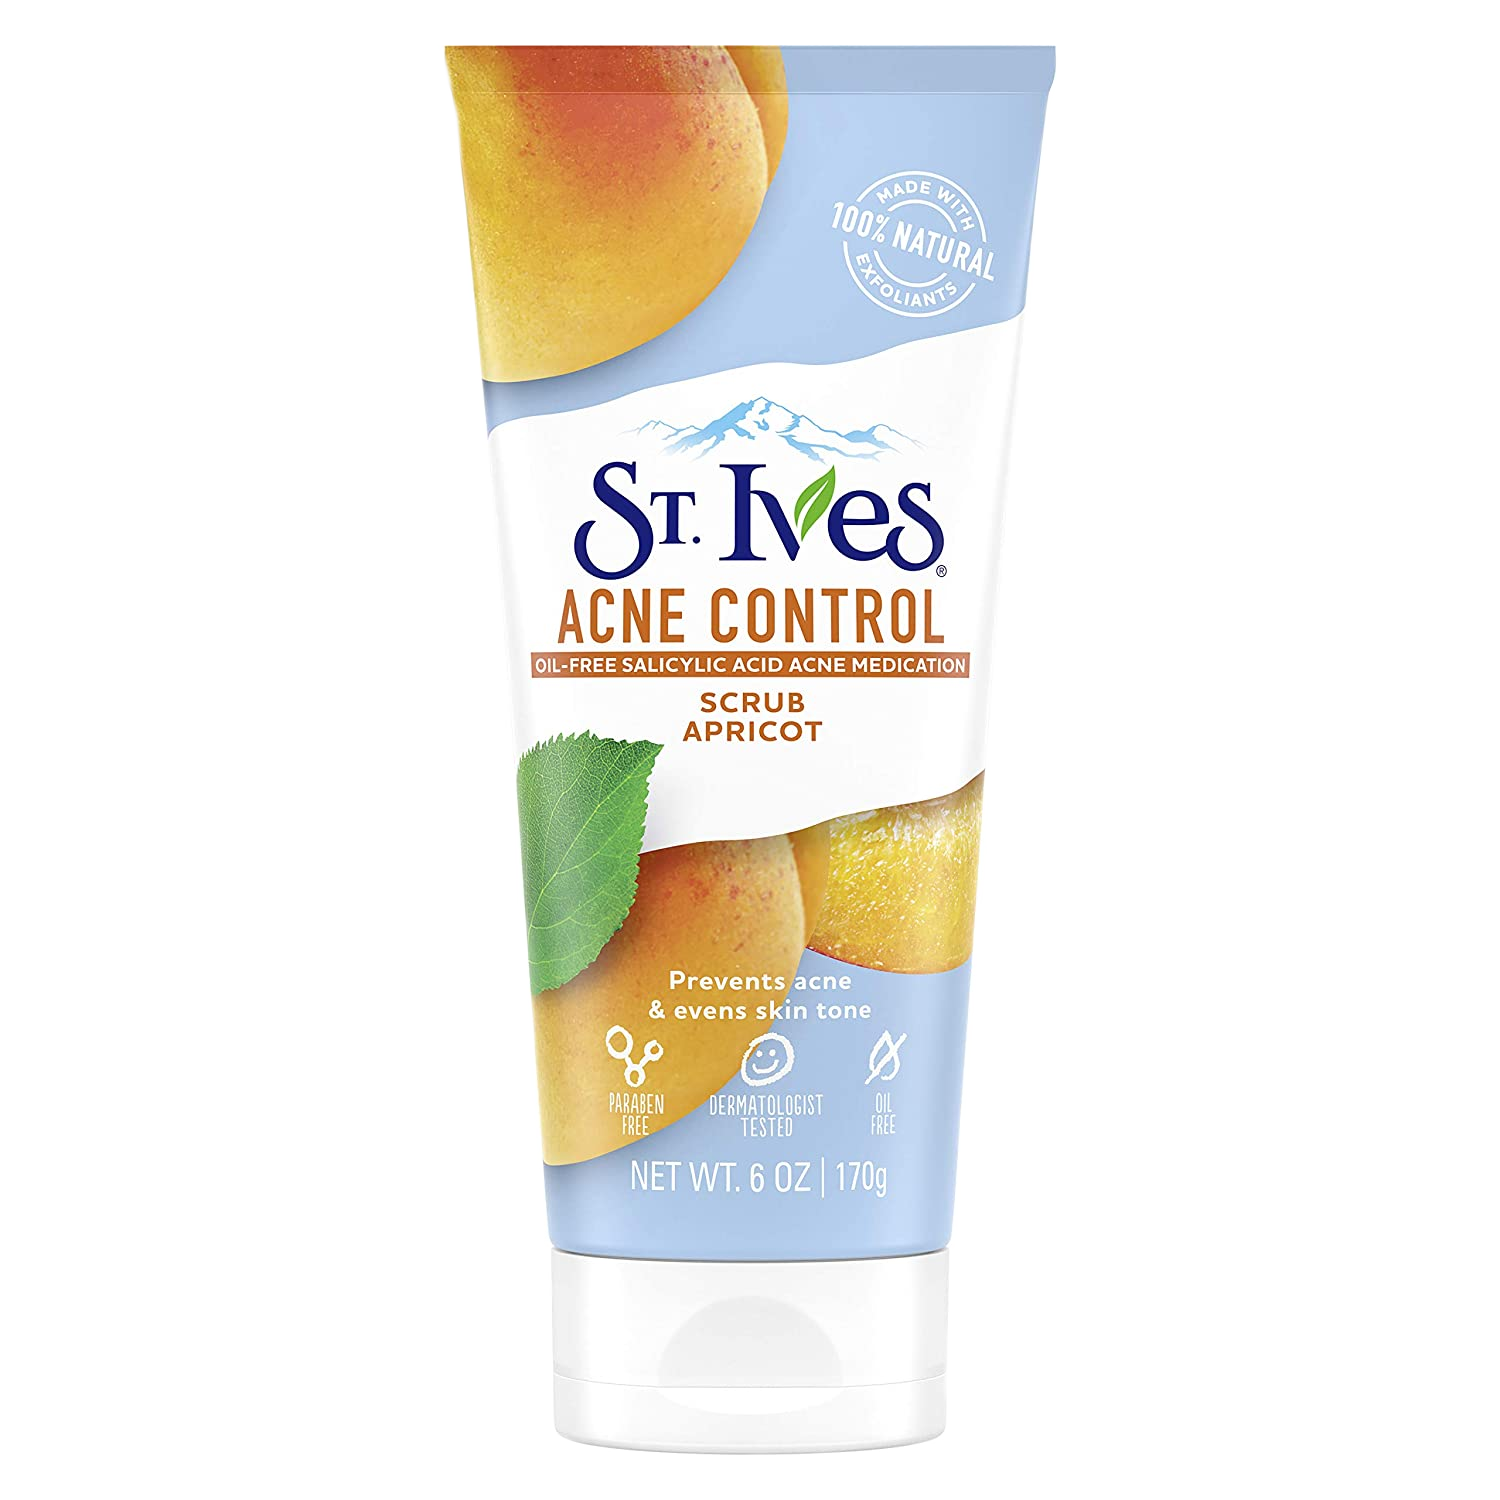 MADE WITH
100% NATURAL
EXFOLIANTS
ST. IVES®
ACNE CONTROL
OIL-FREE SALICYLIC ACID ACNE MEDICATION
SCRUB
APRICOT
Prevents acne
& evens skin tone
PARABEN
FREE
DERMATOLOGIST
TESTED
OIL
FREE
NET WT. 6 OZ | 170g